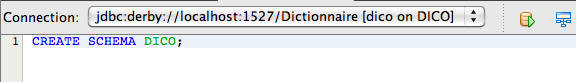 Connection: jdbc:derby://localhost:1527/Dictionnaire [dico on DICO]
1 CREATE SCHEMA DICO;